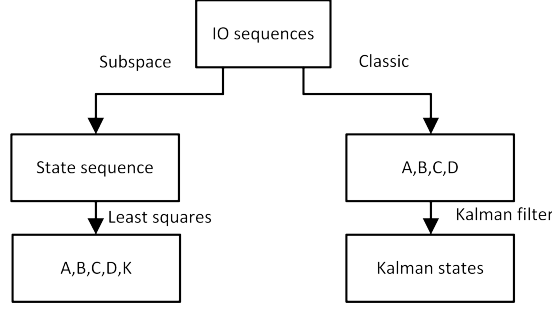 IO sequences
Subspace
Classic
State sequence
A,B,C,D
Least squares
Kalman filter
A,B,C,D,K
Kalman states